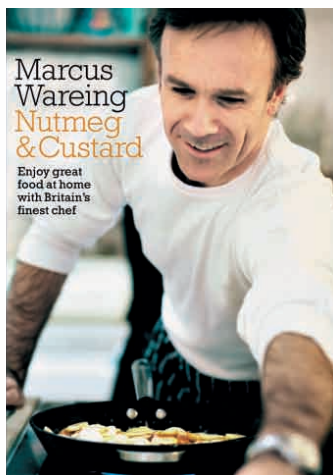 Marcus
Wareing
Nutmeg
& Custard
Enjoy great
food at home
with Britain's
finest chef